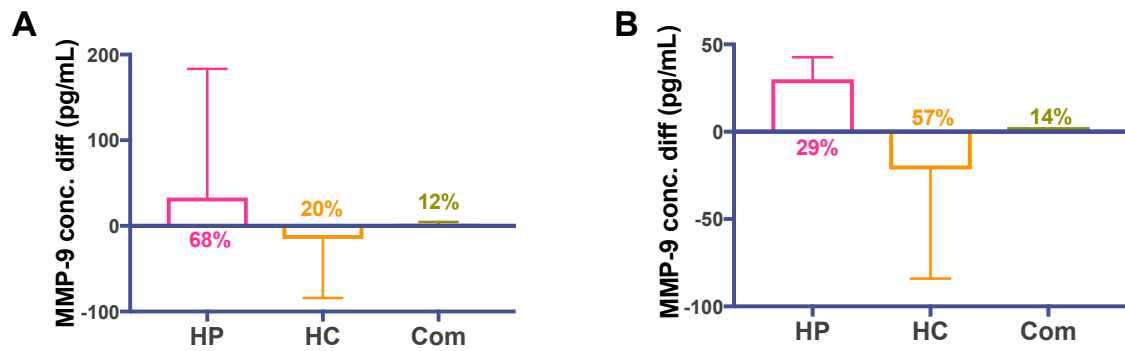 A
MMP-9 conc. diff (pg/mL)
200
100
0
-100
68%
20%
12%
HP
HC
Com
B
MMP-9 conc. diff (pg/mL)
50
0
-50
-100
29%
57%
14%
HP
HC
Com